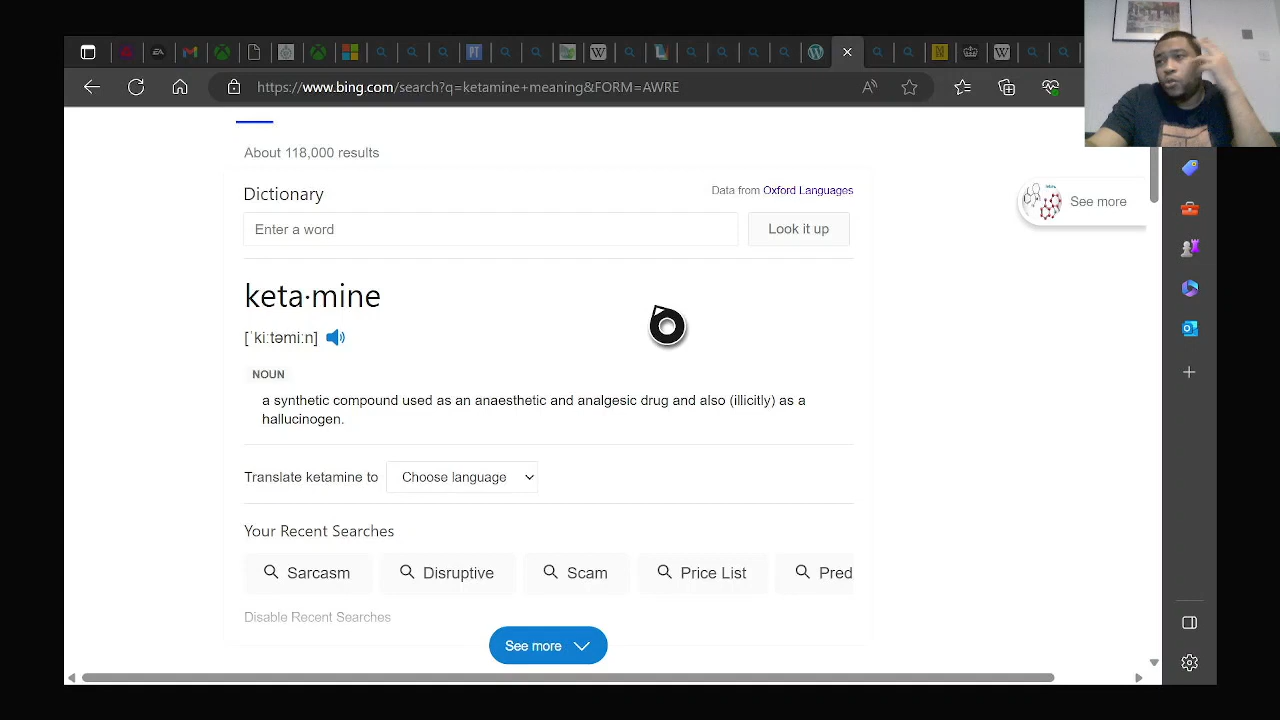 https://www.bing.com/search?q=ketamine+meaning&FORM=AWRE
About 118,000 results
Dictionary
Data from Oxford Languages
See more
Enter a word
Look it up
keta·mine
[ˈkiːtəmiːn]
NOUN
a synthetic compound used as an anaesthetic and analgesic drug and also (illicitly) as a
hallucinogen.
Translate ketamine to
Choose language
Your Recent Searches
Sarcasm
Disruptive
Scam
Price List
Pred
Disable Recent Searches
See more